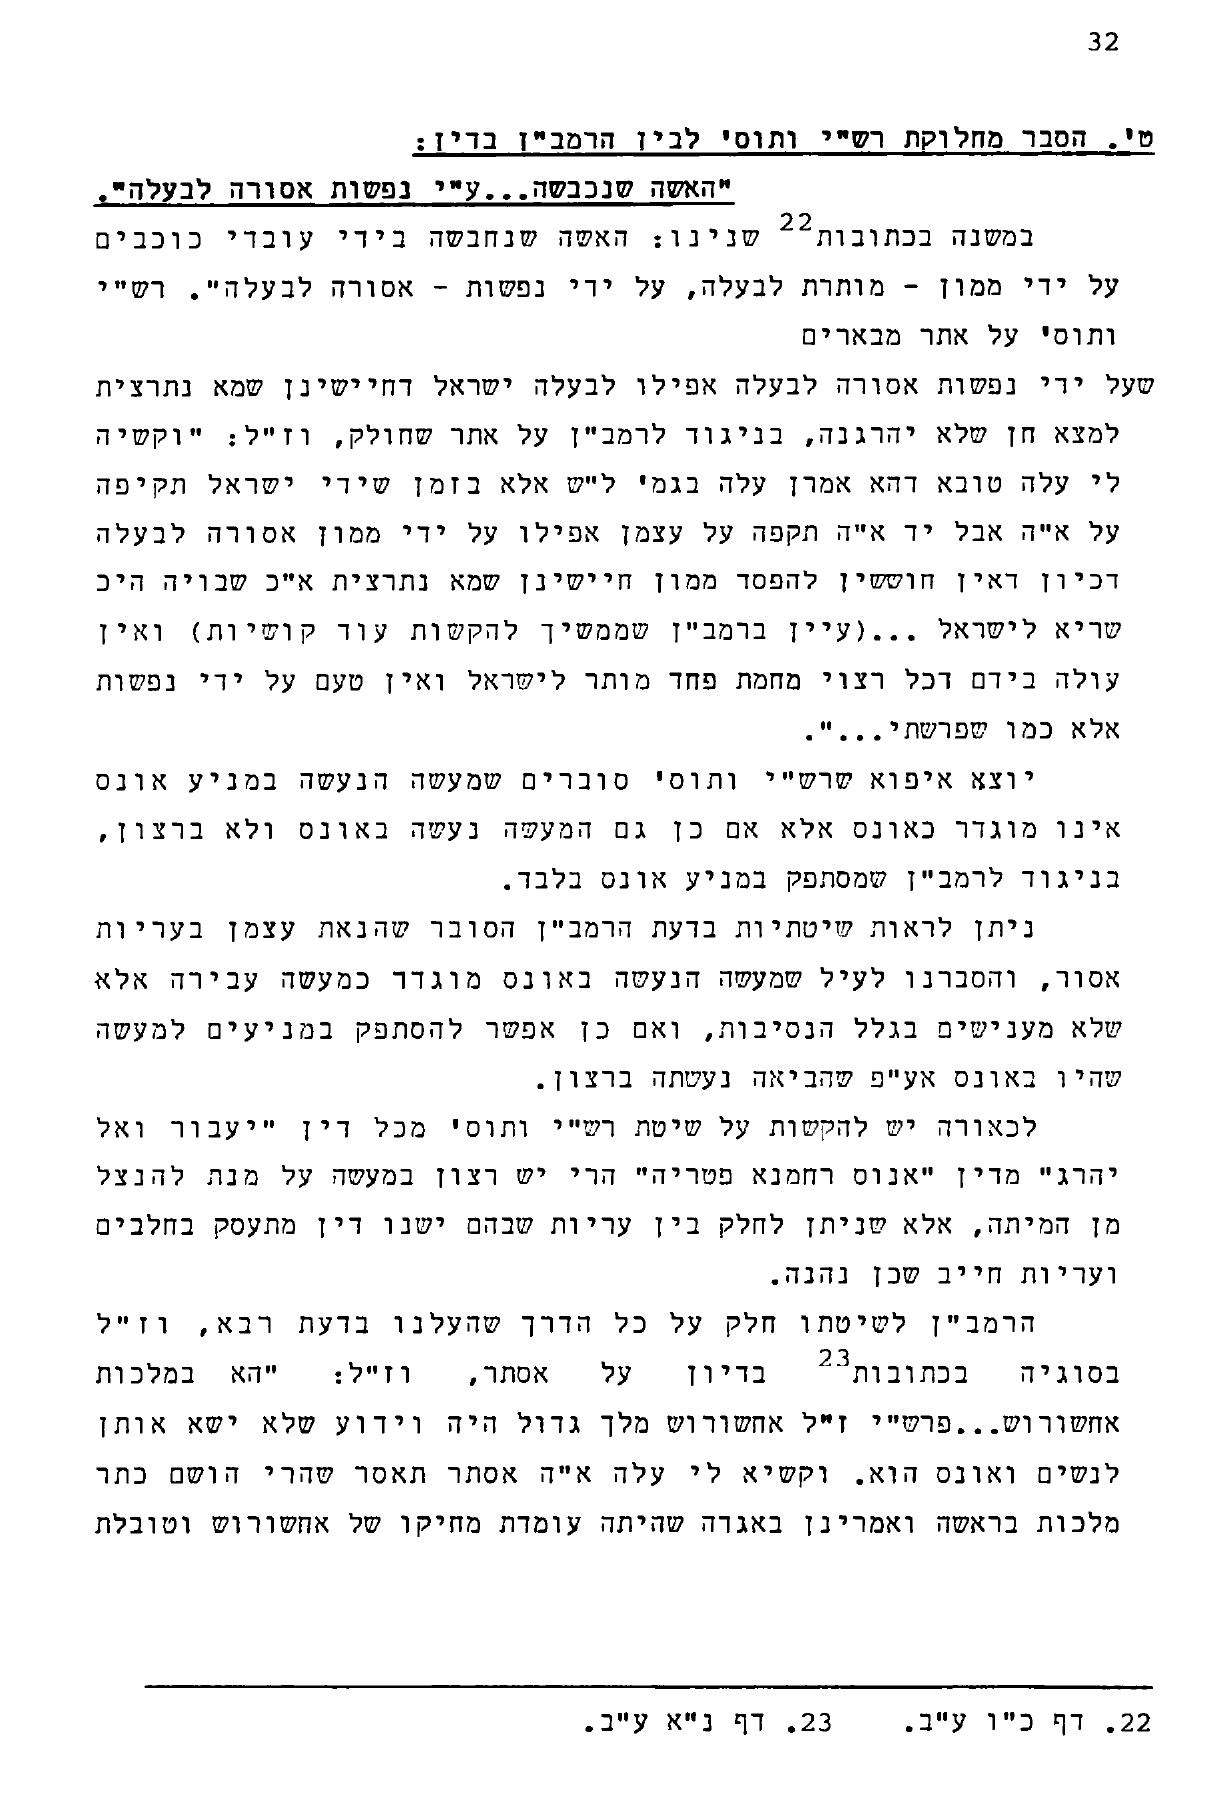 32
ט'. הסבר מחלוקת רש"י ותוס' לבין הרמב"ן בדין:
"האשה שנכבשה...ע"י נפשות אסורה לבעלה".
במשנה בכתובות22 שנינו: האשה שנחבשה בידי עובדי כוכבים
על ידי ממון - מותרת לבעלה, על ידי נפשות - אסורה לבעלה". רש"י
ותוס' על אתר מבארים
שעל ידי נפשות אסורה לבעלה אפילו לבעלה ישראל דחיישינן שמא נתרצית
למצא חן שלא יהרגנה, בניגוד לרמב"ן על אתר שחולק, וז"ל: "וקשיה
לי עלה טובא דהא אמרן עלה בגמ' ל"ש אלא בזמן שידי ישראל תקיפה
על א"ה אבל יד א"ה תקפה על עצמן אפילו על ידי ממון אסורה לבעלה
דכיון דאין חוששין להפסד ממון חיישינן שמא נתרצית א"כ שבויה היכ
שריא לישראל ...(עיין ברמב"ן שממשיך להקשות עוד קושיות) ואין
עולה בידם דכל רצוי מחמת פחד מותר לישראל ואין טעם על ידי נפשות
אלא כמו שפרשתי...".
יוצא איפוא שרש"י ותוס' סוברים שמעשה הנעשה במניע אונס
אינו מוגדר כאונס אלא אם כן גם המעשה נעשה באונס ולא ברצון,
בניגוד לרמב"ן שמסתפק במניע אונס בלבד.
ניתן לראות שיטתיות בדעת הרמב"ן הסובר שהנאת עצמן בעריות
אסור, והסברנו לעיל שמעשה הנעשה באונס מוגדר כמעשה עבירה אלא
שלא מענישים בגלל הנסיבות, ואם כן אפשר להסתפק במניעים למעשה
שהיו באונס אע"פ שהביאה נעשתה ברצון.
לכאורה יש להקשות על שיטת רש"י ותוס' מכל דין "יעבור ואל
יהרג" מדין "אנוס רחמנא פטריה" הרי יש רצון במעשה על מנת להנצל
מן המיתה, אלא שניתן לחלק בין עריות שבהם ישנו דין מתעסק בחלבים
ועריות חייב שכן נהנה.
הרמב"ן לשיטתו חלק על כל הדרך שהעלנו בדעת רבא, וז"ל
בסוגיה בכתובות23 בדיון על אסתר, וז"ל: "הא במלכות
אחשורוש...פרש"י ז"ל אחשורוש מלך גדול היה וידוע שלא ישא אותן
לנשים ואונס הוא. וקשיא לי עלה א"ה אסתר תאסר שהרי הושם כתר
מלכות בראשה ואמרינן באגדה שהיתה עומדת מחיקו של אחשורוש וטובלת
22. דף כ"ו ע"ב. 23. דף נ"א ע"ב.